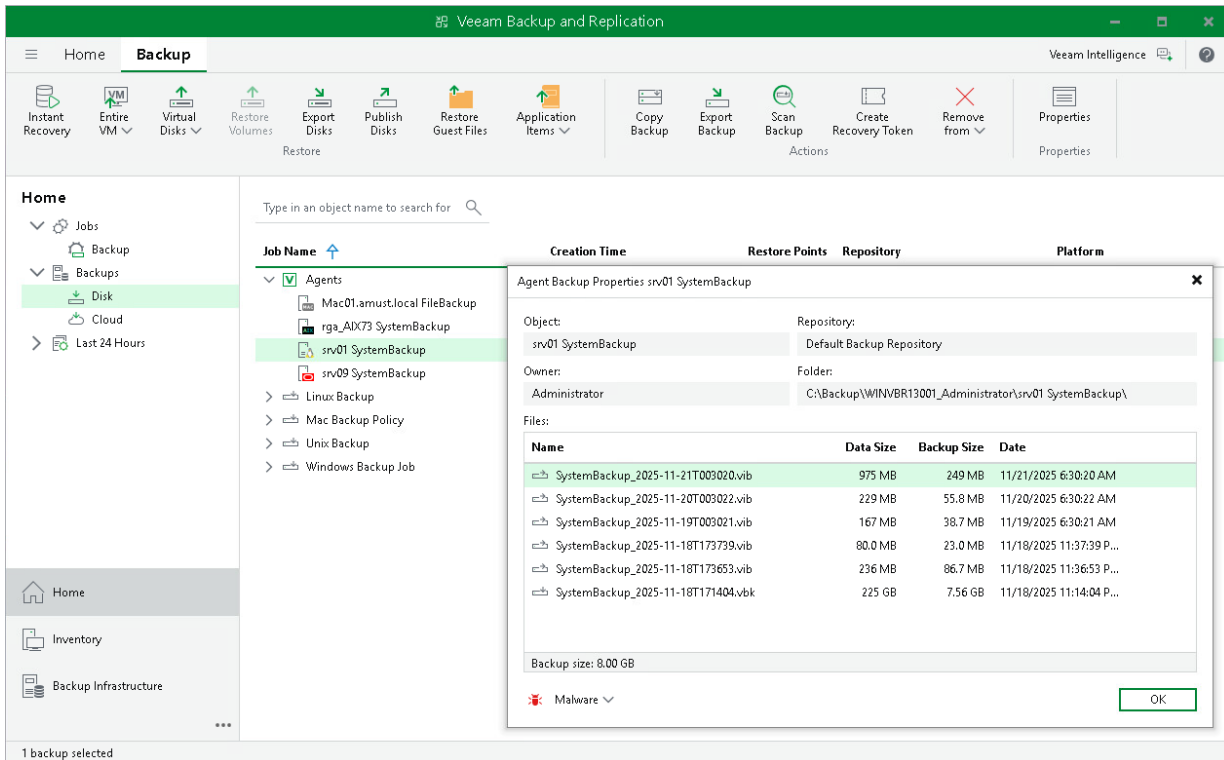 Veeam Backup and Replication
Home Backup Veeam Intelligence
Instant Recovery
Entire VM
Virtual Disks
Restore Volumes
Export Disks
Publish Disks
Restore Guest Files
Application Items
Copy Backup
Export Backup
Scan Backup
Create Recovery Token
Remove from
Properties
Restore
Actions
Properties
Home
Jobs
Backup
Backups
Disk
Cloud
Last 24 Hours
Home
Inventory
Backup Infrastructure
Type in an object name to search for
Job Name Creation Time Restore Points Repository Platform
Agents
Mac01.amust.local FileBackup
rga_AIX73 SystemBackup
srv01 SystemBackup
srv09 SystemBackup
Linux Backup
Mac Backup Policy
Unix Backup
Windows Backup Job
Agent Backup Properties srv01 SystemBackup
Object: Repository:
srv01 SystemBackup Default Backup Repository
Owner: Folder:
Administrator C:\Backup\WINVBR13001_Administrator\srv01 SystemBackup\
Files:
Name Data Size Backup Size Date
SystemBackup_2025-11-21T003020.vib 975 MB 249 MB 11/21/2025 6:30:20 AM
SystemBackup_2025-11-20T003022.vib 229 MB 55.8 MB 11/20/2025 6:30:22 AM
SystemBackup_2025-11-19T003021.vib 167 MB 38.7 MB 11/19/2025 6:30:21 AM
SystemBackup_2025-11-18T173739.vib 80.0 MB 23.0 MB 11/18/2025 11:37:39 P...
SystemBackup_2025-11-18T173653.vib 236 MB 86.7 MB 11/18/2025 11:36:53 P...
SystemBackup_2025-11-18T171404.vbk 225 GB 7.56 GB 11/18/2025 11:14:04 P...
Backup size: 8.00 GB
Malware OK
1 backup selected